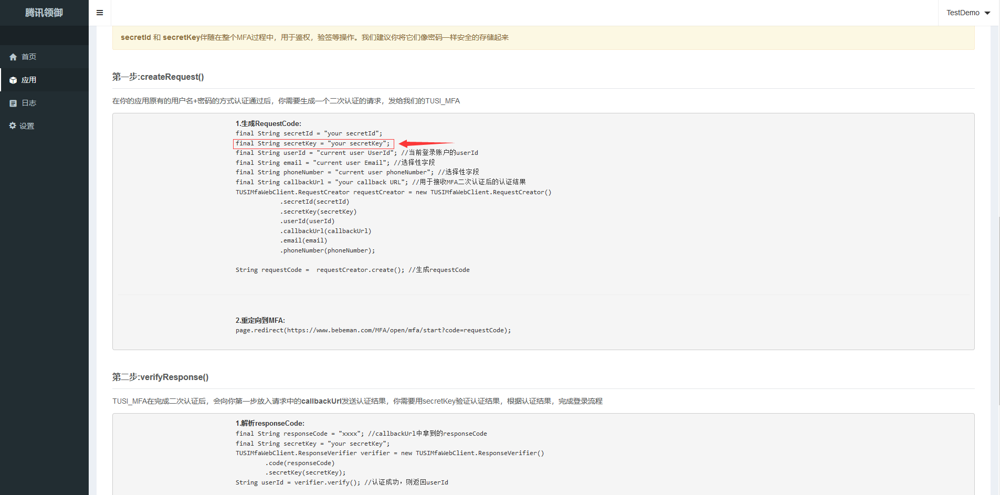 腾讯领御
TestDemo
首页
应用
日志
设置
secretId 和 secretKey伴随在整个MFA过程中，用于鉴权，验签等操作。我们建议你将它们像密码一样安全的存储起来
第一步:createRequest()
在你的应用原有的用户名+密码的方式认证通过后，你需要生成一个二次认证的请求，发给我们的TUSI_MFA
1.生成RequestCode:
final String secretId = "your secretId";
final String secretKey = "your secretKey";
final String userId = "current user UserId"; //当前登录账户的userId
final String email = "current user Email"; //选择性字段
final String phoneNumber = "current user phoneNumber"; //选择性字段
final String callbackUrl = "your callback URL"; //用于接收MFA二次认证后的认证结果
TUSIMfaWebClient.RequestCreator requestCreator = new TUSIMfaWebClient.RequestCreator()
.secretId(secretId)
.secretKey(secretKey)
.userId(userId)
.callbackUrl(callbackUrl)
.email(email)
.phoneNumber(phoneNumber);
String requestCode =  requestCreator.create(); //生成requestCode
2.重定向到MFA:
page.redirect(https://www.bebeman.com/MFA/open/mfa/start?code=requestCode);
第二步:verifyResponse()
TUSI_MFA在完成二次认证后，会向你第一步放入请求中的callbackUrl发送认证结果，你需要用secretKey验证认证结果，根据认证结果，完成登录流程
1.解析responseCode:
final String responseCode = "xxxx"; //callbackUrl中拿到的responseCode
final String secretKey = "your secretKey";
TUSIMfaWebClient.ResponseVerifier verifier = new TUSIMfaWebClient.ResponseVerifier()
.code(responseCode)
.secretKey(secretKey);
String userId = verifier.verify(); //认证成功，则返回userId